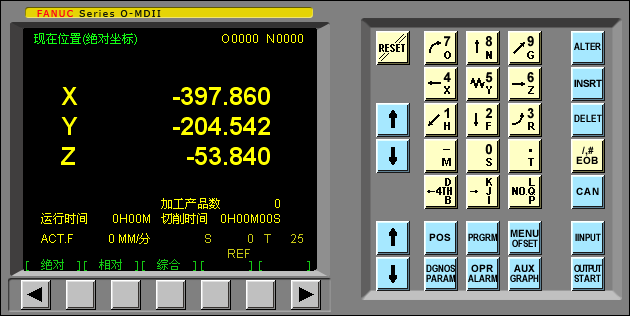 FANUC Series O-MDII
现在位置(绝对坐标) O0000 N0000
X -397.860
Y -204.542
Z -53.840
加工产品数 0
运行时间 0H00M 切削时间 0H00M00S
ACT.F 0 MM/分 S 0 T 25
REF
[ 绝对 ][ 相对 ][ 综合 ][ ][ ]
RESET 7 O 8 N 9 G ALTER
4 X 5 Y 6 Z INSRT
1 H 2 F 3 R DELET
- M 0 S . T /,# EOB
D 4TH B K J I L NO.Q P CAN
POS PRGRM MENU OFSET IINPUT
DGNOS PARAM OPR ALARM AUX GRAPH OUTPUT START